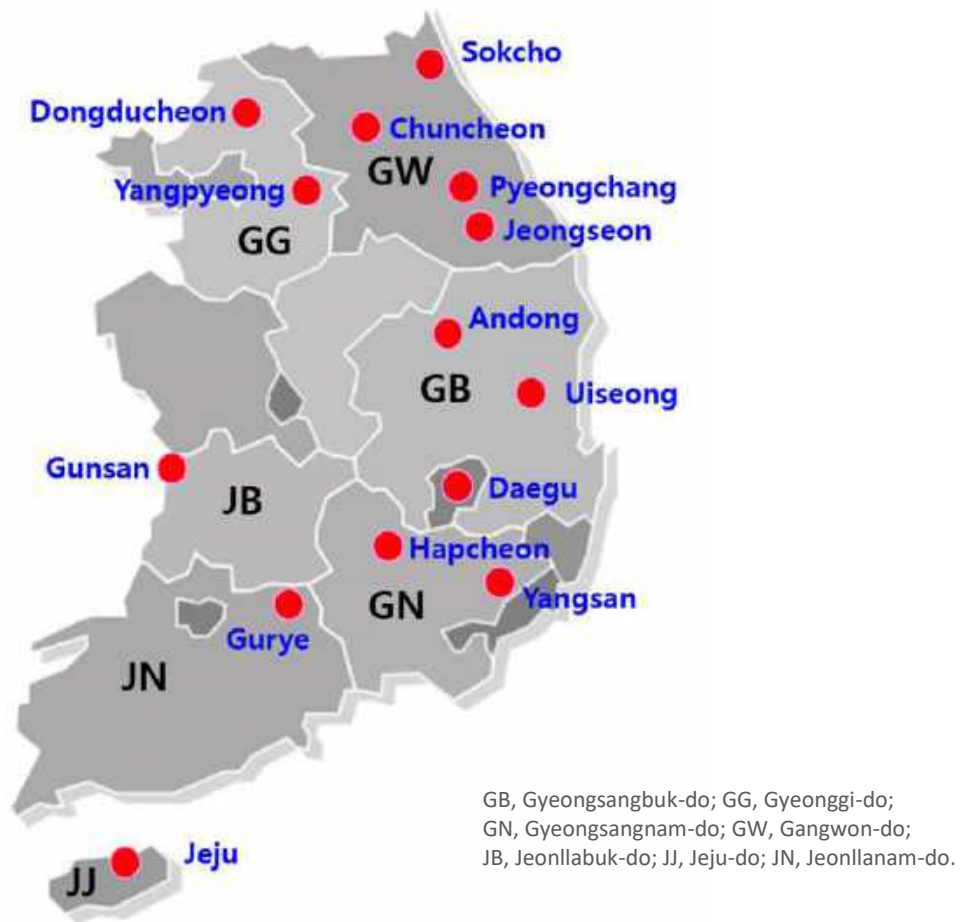 Sokcho
Dongducheon
Chuncheon
GW
Yangpyeong
Pyeongchang
GG
Jeongseon
Andong
GB
Uiseong
Gunsan
Daegu
JB
Hapcheon
GN
Yangsan
Gurye
JN
GB, Gyeongsangbuk-do; GG, Gyeonggi-do;
GN, Gyeongsangnam-do; GW, Gangwon-do;
JB, Jeonllabuk-do; JJ, Jeju-do; JN, Jeonllanam-do.
Jeju
JJ